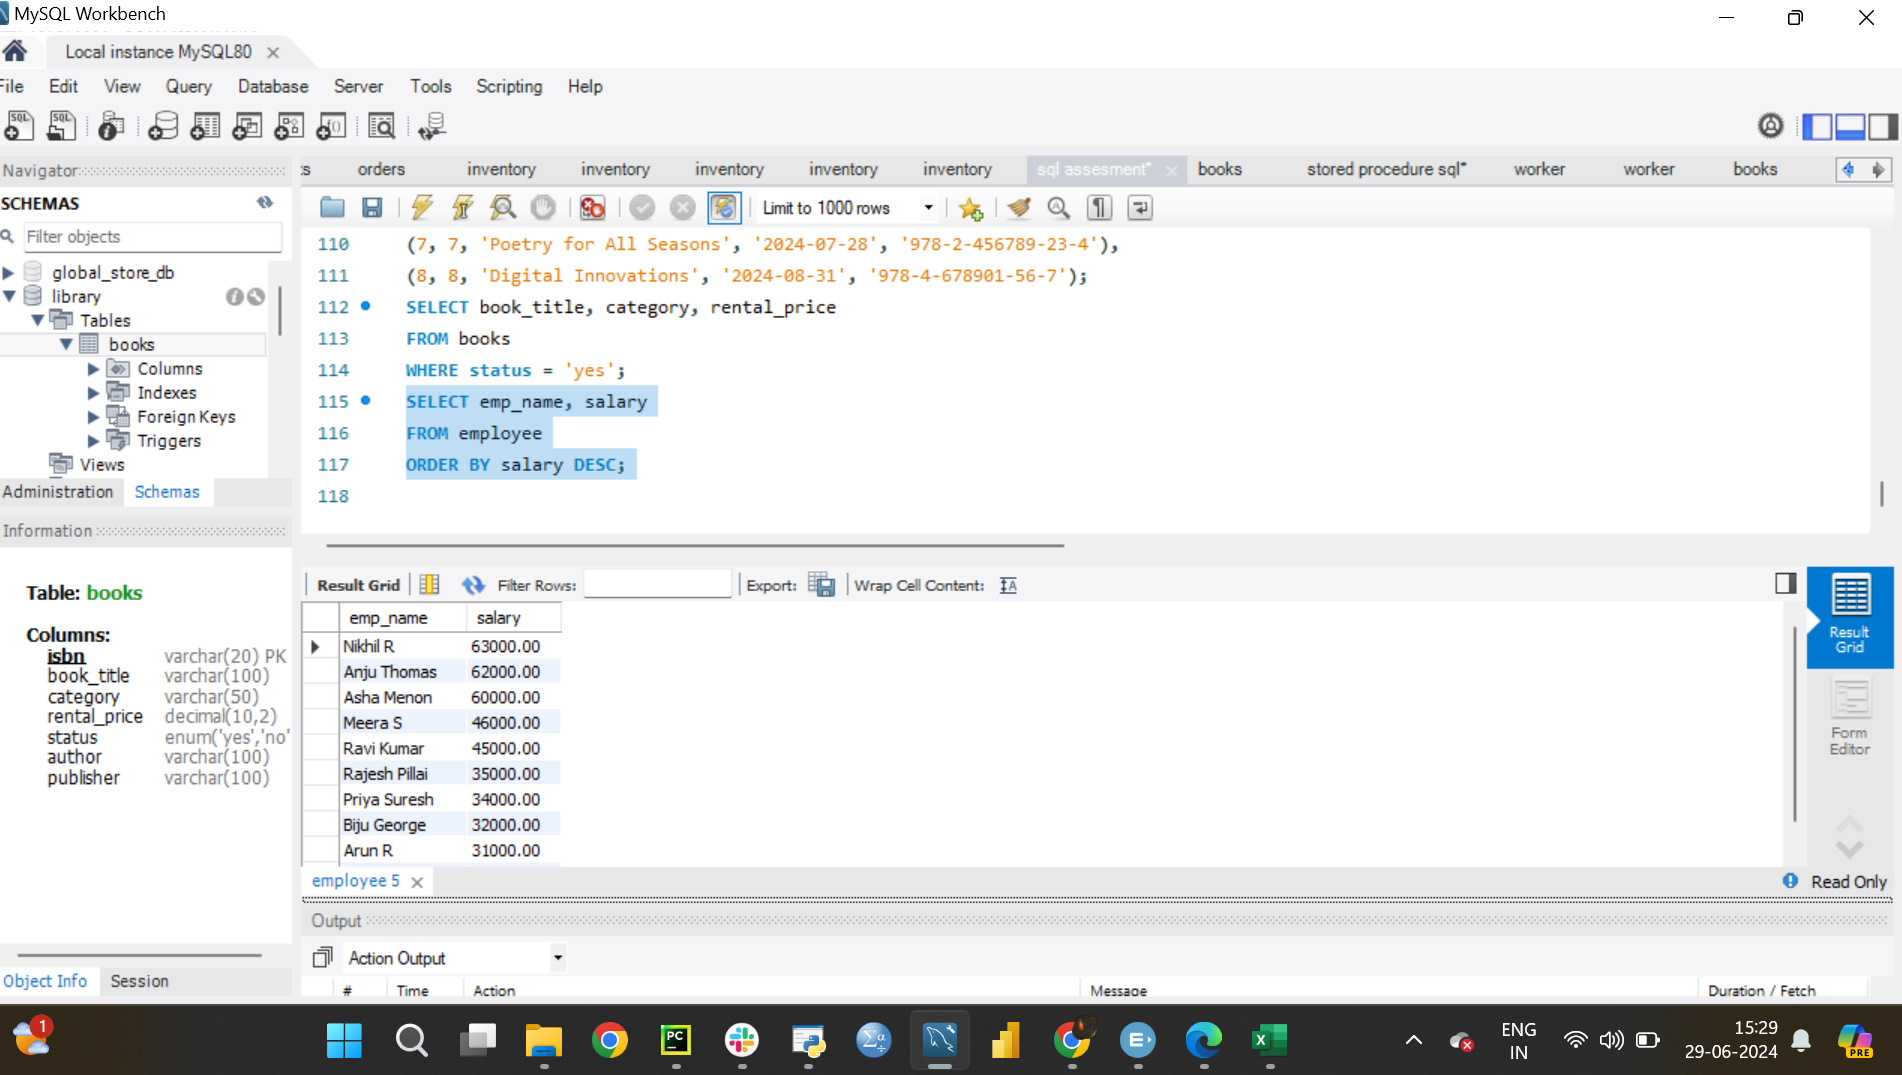 MySQL Workbench
Local instance MySQL80
File Edit View Query Database Server Tools Scripting Help
Navigator
SCHEMAS
Filter objects
global_store_db
library
Tables
books
Columns
Indexes
Foreign Keys
Triggers
Views
Administration Schemas
Information
Table: books
Columns:
isbn varchar(20) PK
book_title varchar(100)
category varchar(50)
rental_price decimal(10,2)
status enum('yes','no'
author varchar(100)
publisher varchar(100)
Object Info Session
orders inventory inventory inventory inventory inventory sql assesment* books stored procedure sql* worker worker books
Limit to 1000 rows
110 (7, 7, 'Poetry for All Seasons', '2024-07-28', '978-2-456789-23-4'),
111 (8, 8, 'Digital Innovations', '2024-08-31', '978-4-678901-56-7');
112 SELECT book_title, category, rental_price
113 FROM books
114 WHERE status = 'yes';
115 SELECT emp_name, salary
116 FROM employee
117 ORDER BY salary DESC;
118
Result Grid Filter Rows: Export: Wrap Cell Content:
emp_name salary
Nikhil R 63000.00
Anju Thomas 62000.00
Asha Menon 60000.00
Meera S 46000.00
Ravi Kumar 45000.00
Rajesh Pillai 35000.00
Priya Suresh 34000.00
Biju George 32000.00
Arun R 31000.00
Result
Grid
Form
Editor
employee 5
Read Only
Output
Action Output
# Time Action Message Duration / Fetch
1
ENG
IN
15:29
29-06-2024
PRE